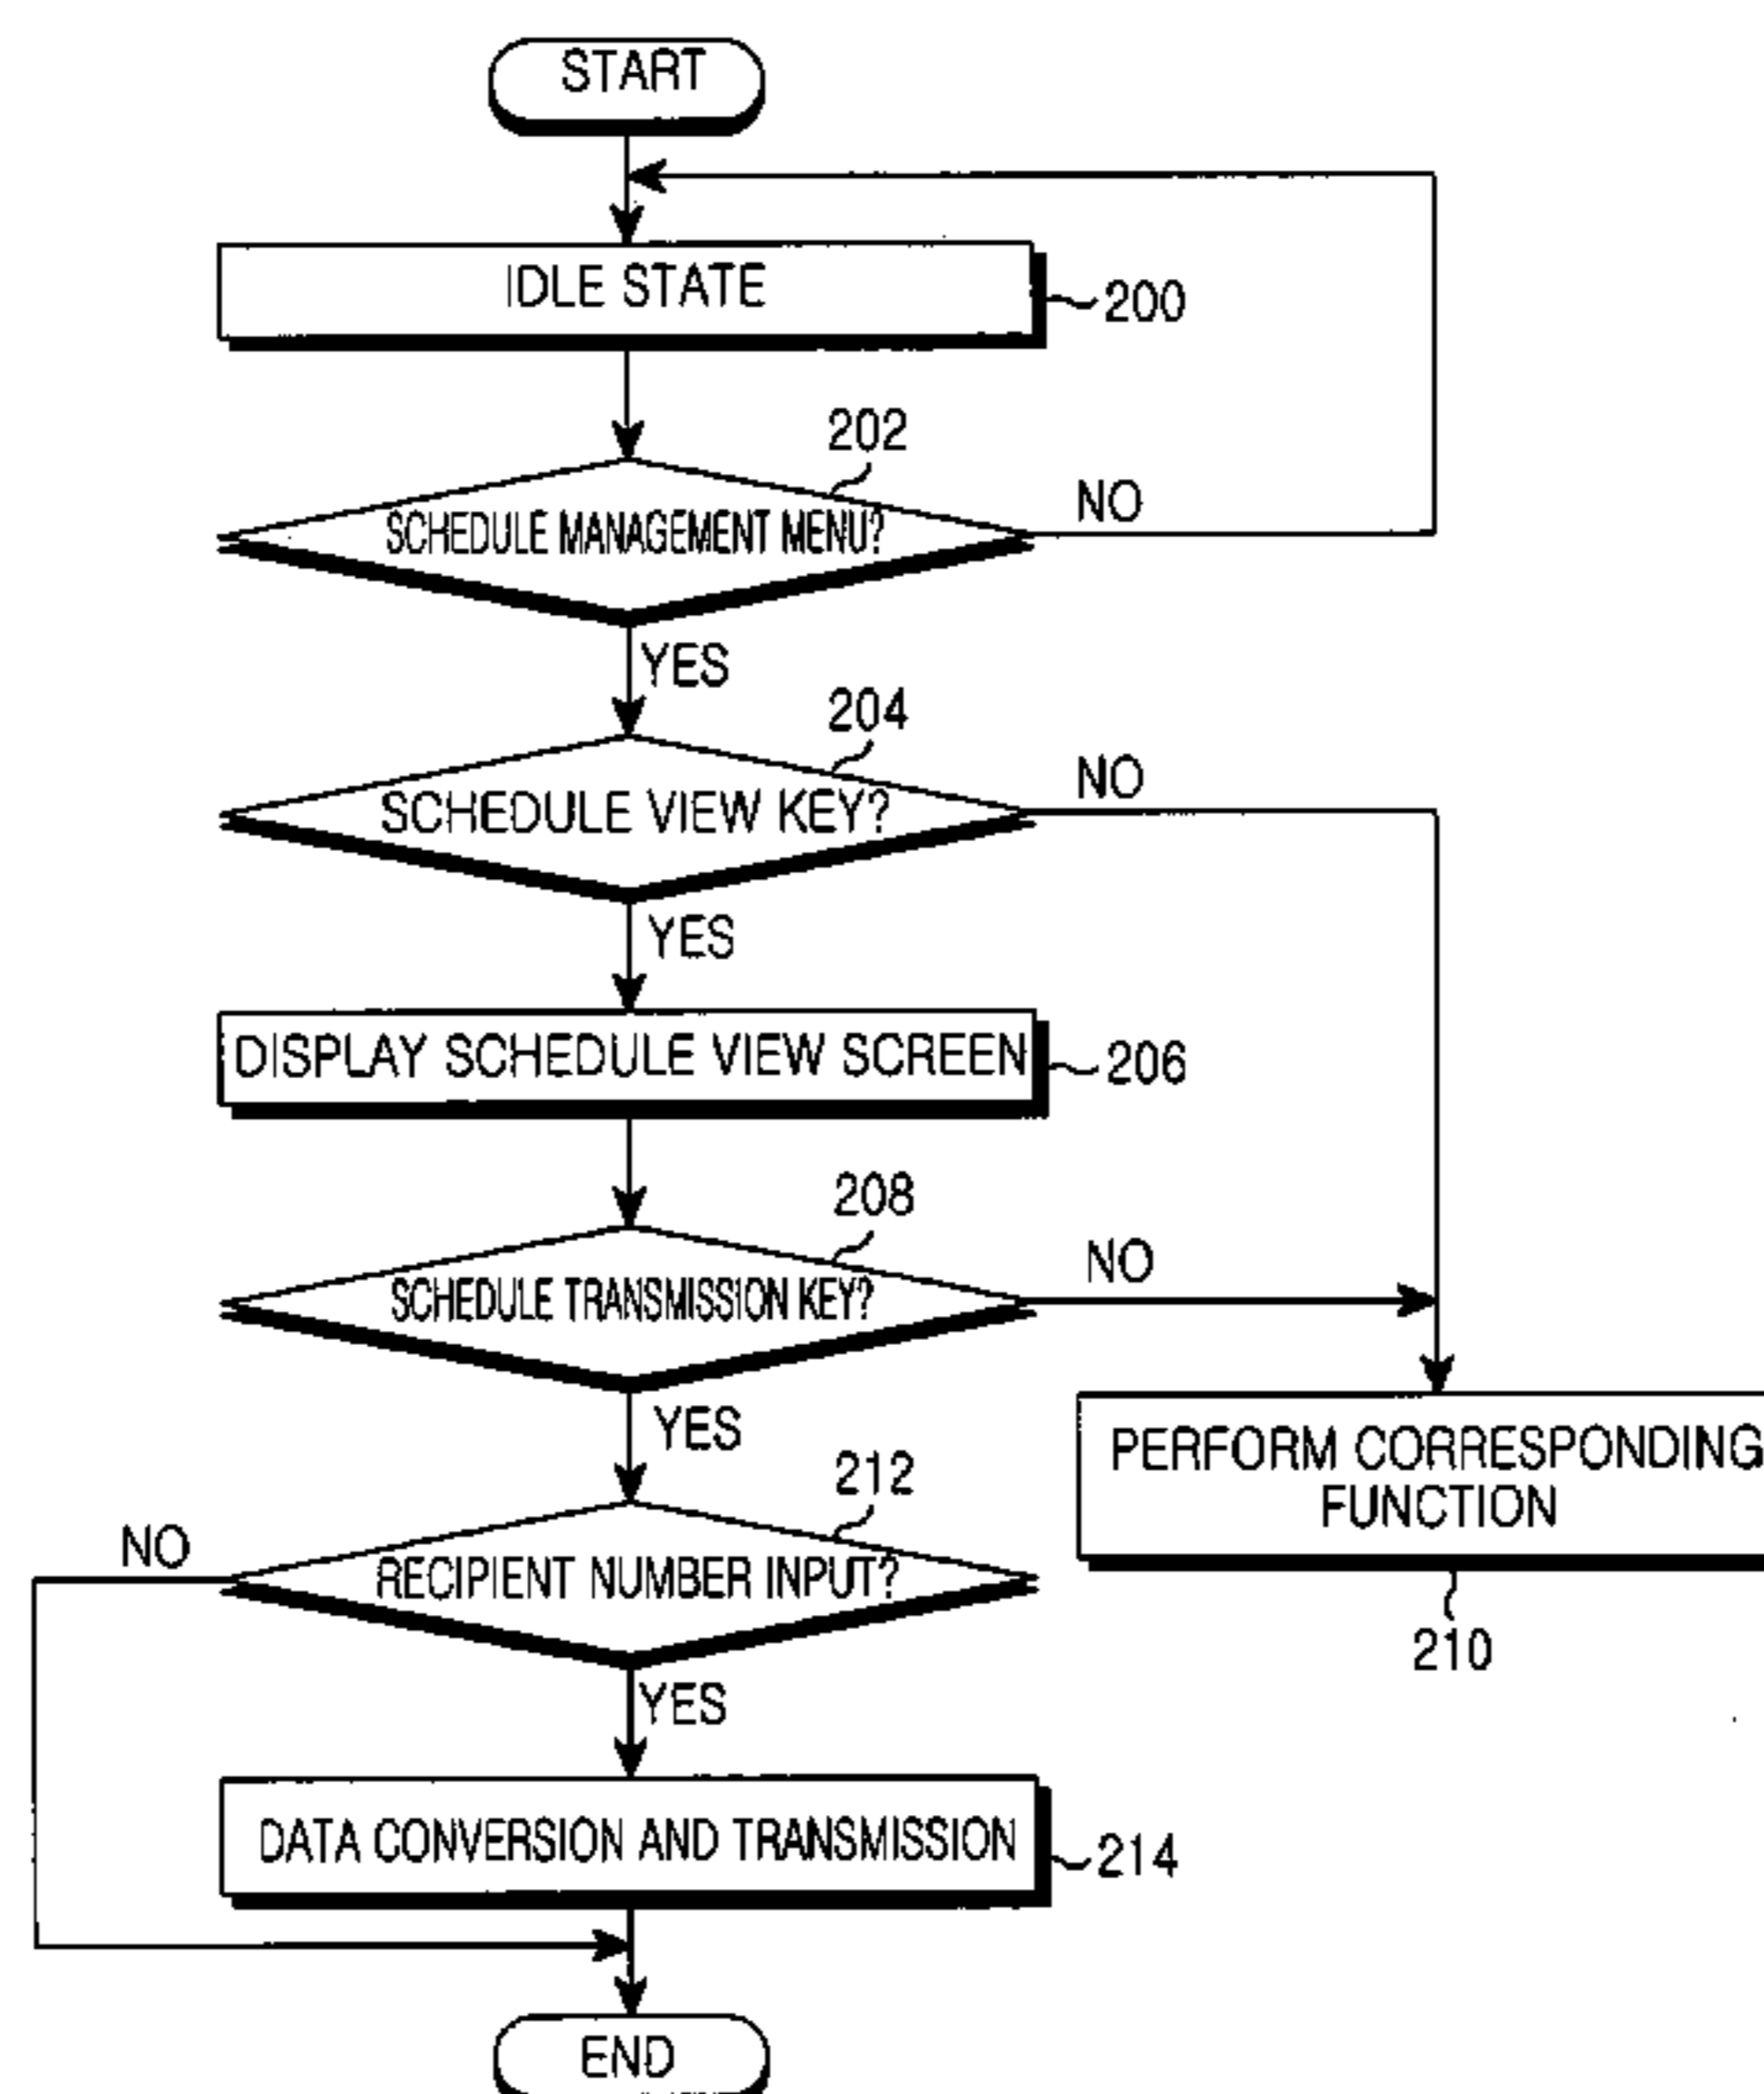 START
IDLE STATE
200
202
SCHEDULE MANAGEMENT MENU?
NO
YES
204
SCHEDULE VIEW KEY?
NO
YES
DISPLAY SCHEDULE VIEW SCREEN
206
208
SCHEDULE TRANSMISSION KEY?
NO
YES
PERFORM CORRESPONDING
FUNCTION
210
212
RECIPIENT NUMBER INPUT?
NO
YES
DATA CONVERSION AND TRANSMISSION
214
END